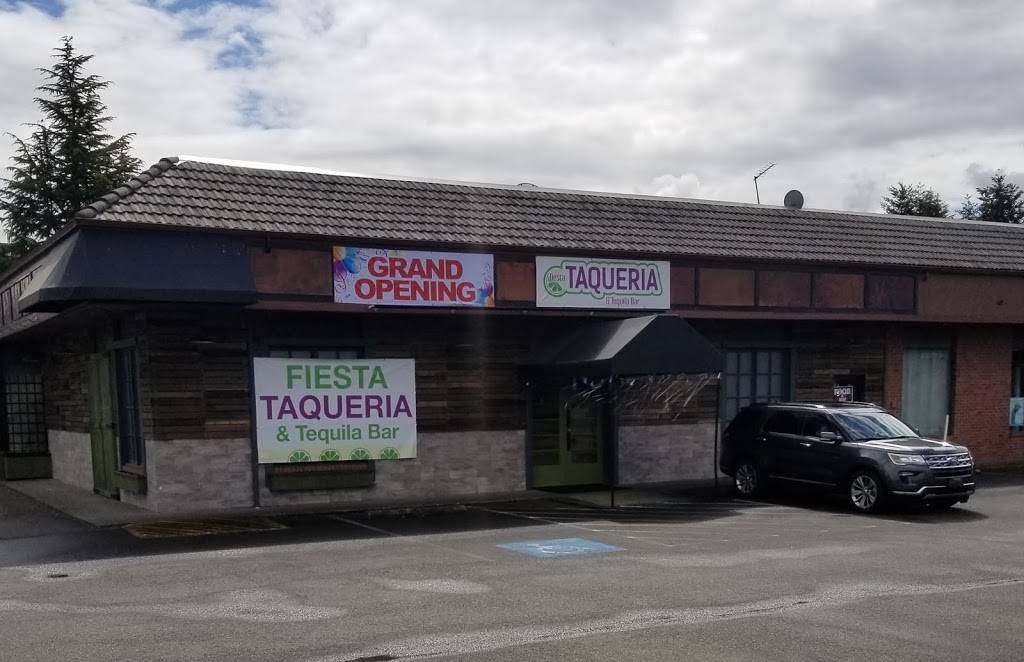 GRAND
OPENING
fiesta
TAQUERIA
& Tequila Bar
FIESTA
TAQUERIA
& Tequila Bar